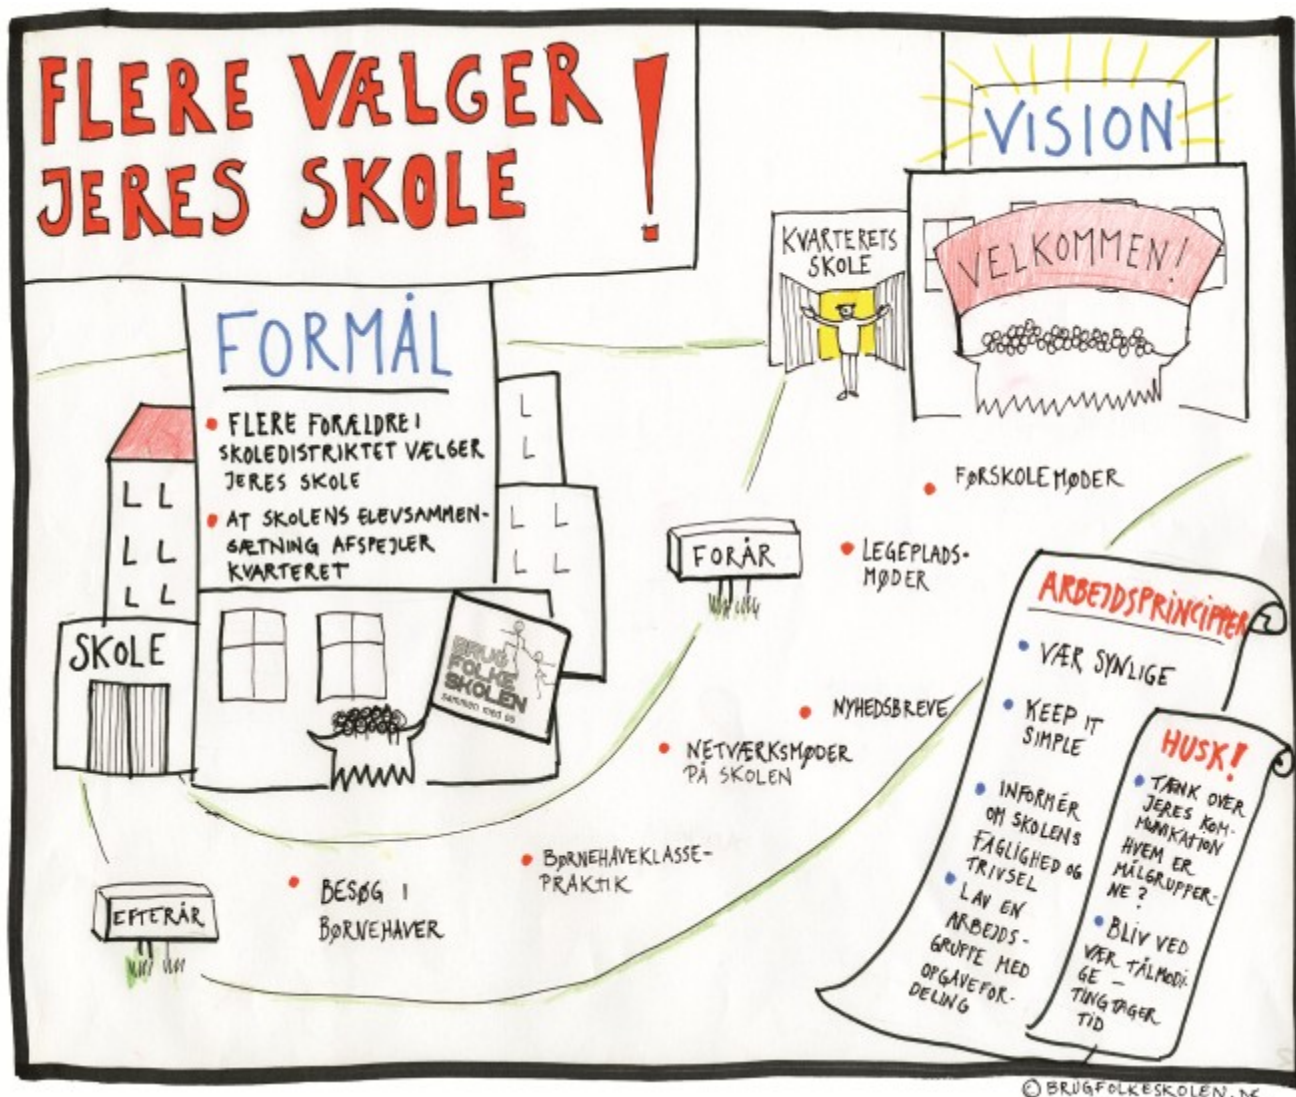 FLERE VÆLGER
JERES SKOLE !
VISION
KVARTERETS
SKOLE
VELKOMMEN!
FORMÅL
• FLERE FORÆLDRE I
SKOLEDISTRIKTET VÆLGER
JERES SKOLE
• AT SKOLENS ELEVSAMMEN-
SÆTNING AFSPEJLER
KVARTERET
SKOLE
BRUG
FOLKE
SKOLEN
sammen med os
EFTERÅR
• BESØG I
BØRNEHAVER
• BØRNEHAVEKLASSE-
PRAKTIK
• NETVÆRKSMØDER
PÅ SKOLEN
• NYHEDSBREVE
FORÅR
• LEGEPLADS-
MØDER
• FØRSKOLEMØDER
ARBEJDSPRINCIPPER
• VÆR SYNLIGE
• KEEP IT
SIMPLE
• INFORMÉR
OM SKOLENS
FAGLIGHED OG
TRIVSEL
• LAV EN
ARBEJDS-
GRUPPE MED
OPGAVEFOR-
DELING
HUSK!
• TÆNK OVER
JERES KOM-
MUNIKATION
HVEM ER
MÅLGRUPPER-
NE?
• BLIV VED
VÆR TÅLMODI-
GE –
TING TAGER
TID
© BRUGFOLKESKOLEN.DK